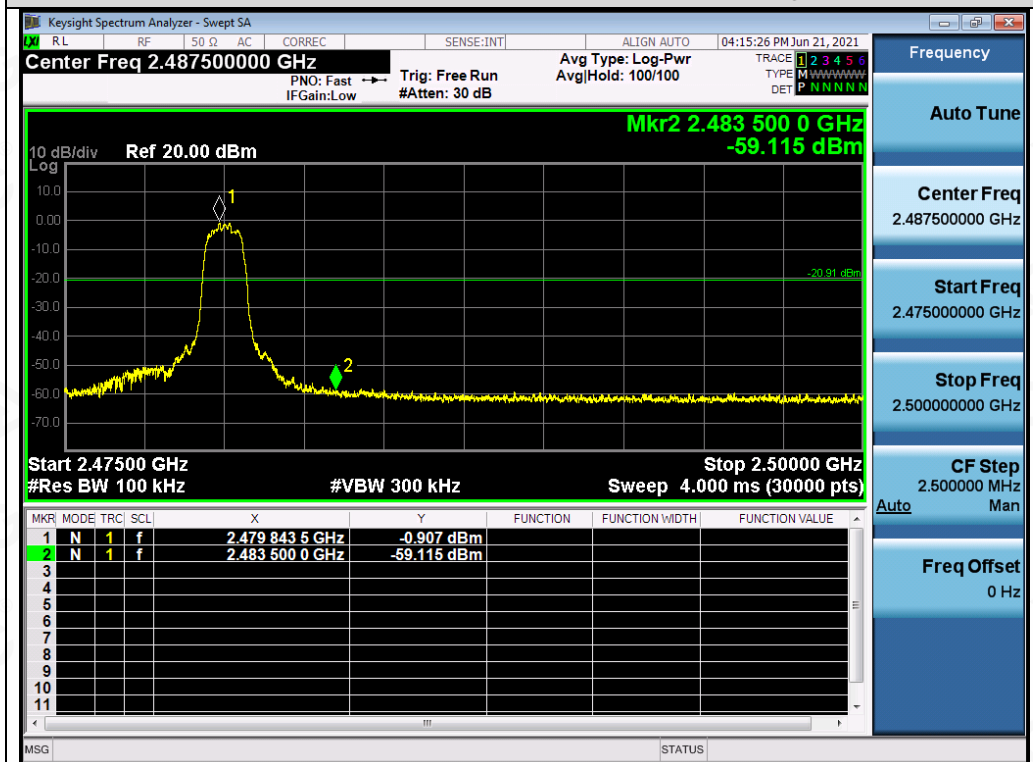 Keysight Spectrum Analyzer - Swept SA
LXI RL RF 50 Ω AC CORREC SENSE:INT ALIGN AUTO 04:15:26 PM Jun 21, 2021
Center Freq 2.487500000 GHz
PNO: Fast
IFGain:Low
Trig: Free Run
#Atten: 30 dB
Avg Type: Log-Pwr
Avg|Hold: 100/100
TRACE 1 2 3 4 5 6
TYPE M W W W W W
DET P N N N N N
Mkr2 2.483 500 0 GHz
-59.115 dBm
10 dB/div Ref 20.00 dBm
Log
10.0
0.00
-10.0
-20.0
-30.0
-40.0
-50.0
-60.0
-70.0
1
-20.91 dBm
2
Start 2.47500 GHz Stop 2.50000 GHz
#Res BW 100 kHz #VBW 300 kHz Sweep 4.000 ms (30000 pts)
MKR MODE TRC SCL X Y FUNCTION FUNCTION WIDTH FUNCTION VALUE
1 N 1 f 2.479 843 5 GHz -0.907 dBm
2 N 1 f 2.483 500 0 GHz -59.115 dBm
3
4
5
6
7
8
9
10
11
MSG STATUS
Frequency
Auto Tune
Center Freq
2.487500000 GHz
Start Freq
2.475000000 GHz
Stop Freq
2.500000000 GHz
CF Step
2.500000 MHz
Auto Man
Freq Offset
0 Hz